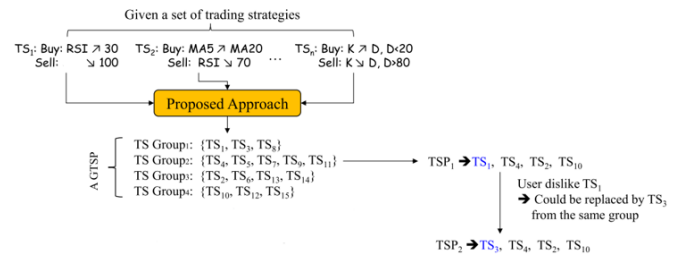 Given a set of trading strategies
TS₁: Buy: RSI ↗ 30
Sell: ↘ 100
TS₂: Buy: MA5 ↗ MA20
Sell: RSI ↘ 70
...
TSₙ: Buy: K ↗ D, D<20
Sell: K ↘ D, D>80
Proposed Approach
A GTSP
TS Group₁: {TS₁, TS₃, TS₈}
TS Group₂: {TS₄, TS₅, TS₇, TS₉, TS₁₁}
TS Group₃: {TS₂, TS₆, TS₁₃, TS₁₄}
TS Group₄: {TS₁₀, TS₁₂, TS₁₅}
TSP₁ ➔TS₁, TS₄, TS₂, TS₁₀
User dislike TS₁
➔ Could be replaced by TS₃
from the same group
TSP₂ ➔TS₃, TS₄, TS₂, TS₁₀